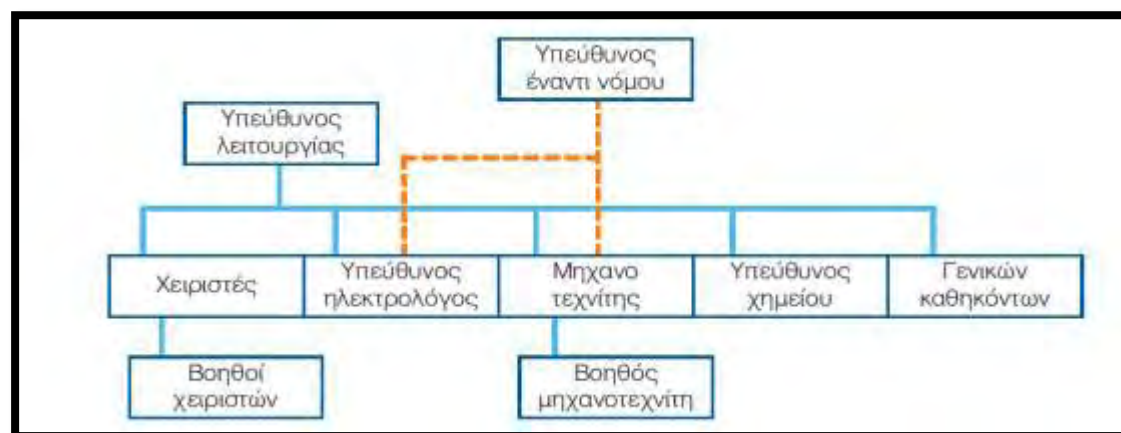 Υπεύθυνος
έναντι νόμου
Υπεύθυνος
λειτουργίας
Χειριστές
Υπεύθυνος
ηλεκτρολόγος
Μηχανο
τεχνίτης
Υπεύθυνος
χημείου
Γενικών
καθηκόντων
Βοηθοί
χειριστών
Βοηθός
μηχανοτεχνίτη